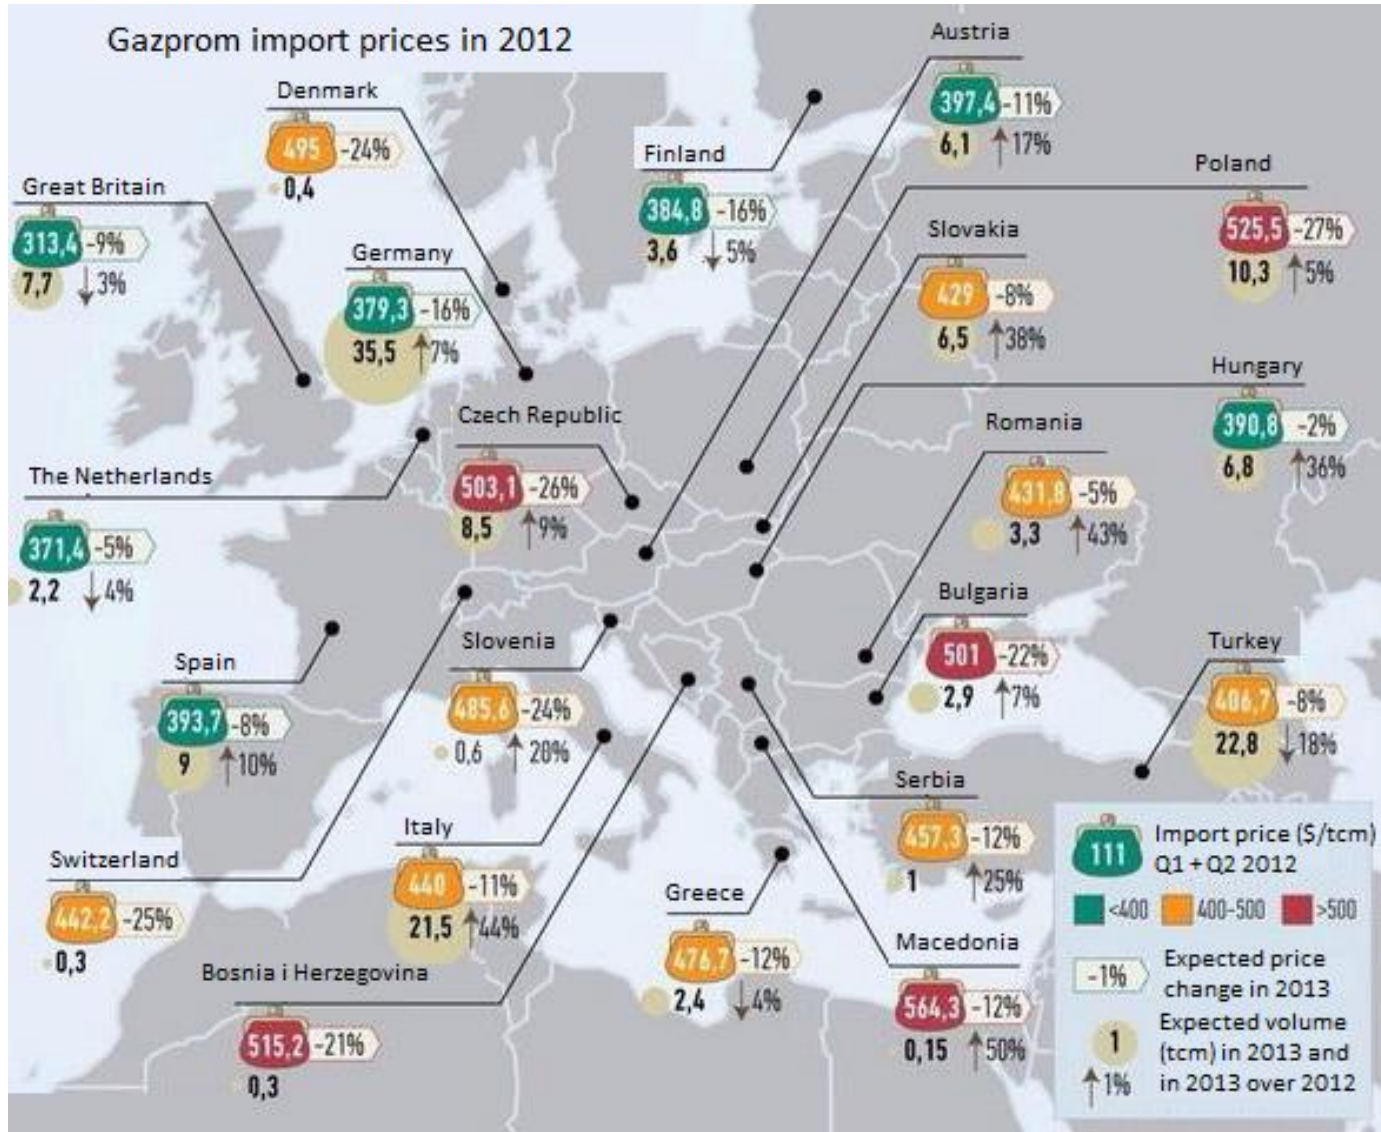 Gazprom import prices in 2012
Austria
397,4 -11%
6,1 17%
Denmark
495 -24%
0,4
Finland
384,8 -16%
3,6 5%
Poland
525,5 -27%
10,3 5%
Great Britain
313,4 -9%
7,7 3%
Germany
379,3 -16%
35,5 7%
Slovakia
429 -8%
6,5 38%
Hungary
390,8 -2%
6,8 36%
Czech Republic
503,1 -26%
8,5 9%
Romania
431,8 -5%
3,3 43%
The Netherlands
371,4 -5%
2,2 4%
Bulgaria
501 -22%
2,9 7%
Slovenia
485,6 -24%
0,6 20%
Turkey
406,7 -8%
22,8 18%
Spain
393,7 -8%
9 10%
Serbia
457,3 -12%
1 25%
Italy
440 -11%
21,5 44%
Switzerland
442,2 -25%
0,3
Greece
476,7 -12%
2,4 4%
Macedonia
564,3 -12%
0,15 50%
Bosnia i Herzegovina
515,2 -21%
0,3
111
Import price ($/tcm)
Q1 + Q2 2012
<400 400-500 >500
-1%
Expected price
change in 2013
1
1%
Expected volume
(tcm) in 2013 and
in 2013 over 2012